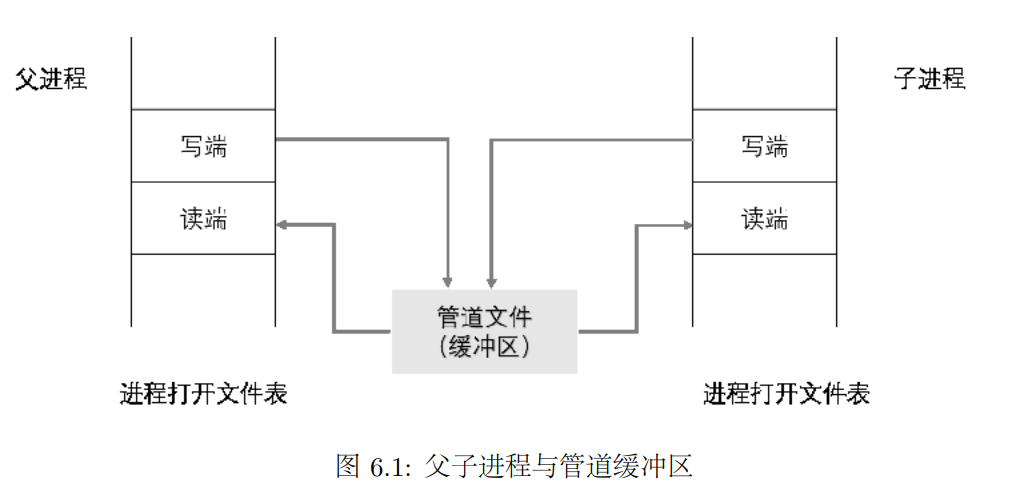 父进程
子进程
写端
写端
读端
读端
管道文件
（缓冲区）
进程打开文件表
进程打开文件表
图 6.1: 父子进程与管道缓冲区